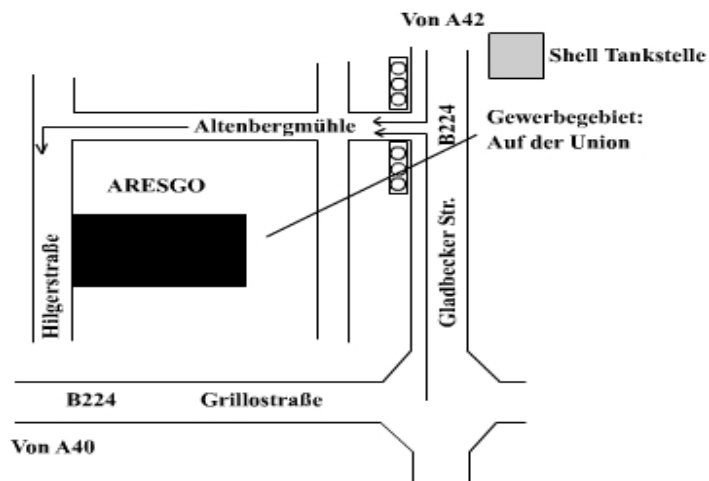 Von A42
Shell Tankstelle
Altenbergmühle
B224
Gewerbegebiet:
Auf der Union
ARESGO
Hilgerstraße
Gladbecker Str.
B224 Grillostraße
Von A40